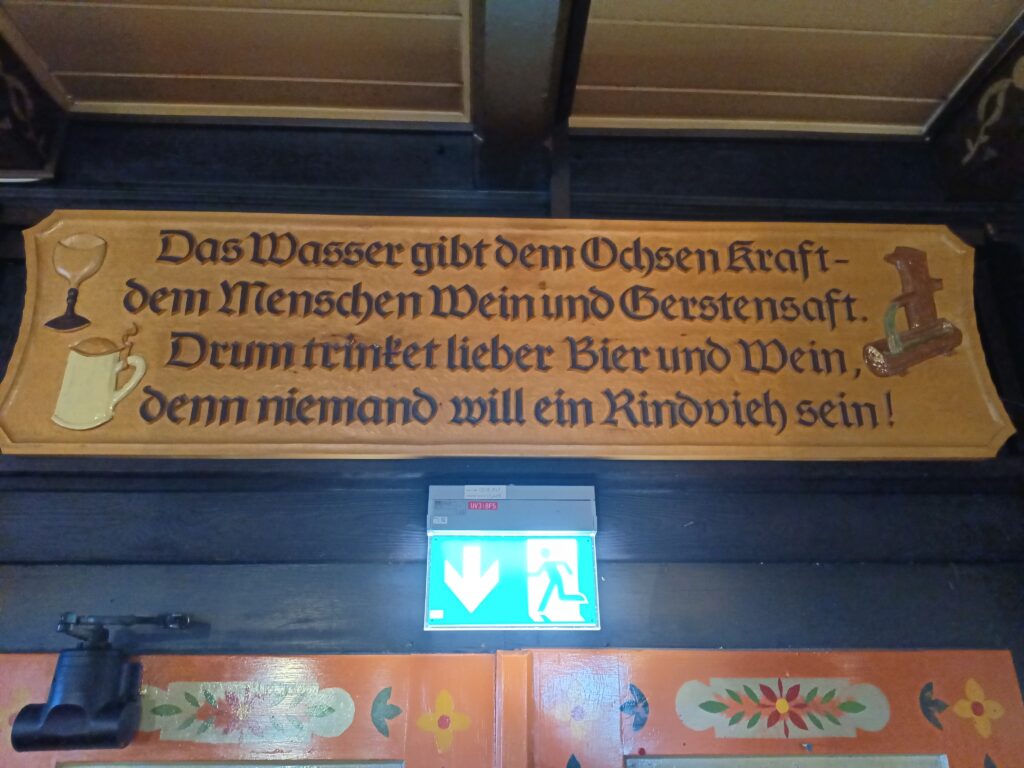 Das Wasser gibt dem Ochsen Kraft-
dem Menschen Wein und Gerstensaft.
Drum trinket lieber Bier und Wein,
denn niemand will ein Rindvieh sein!